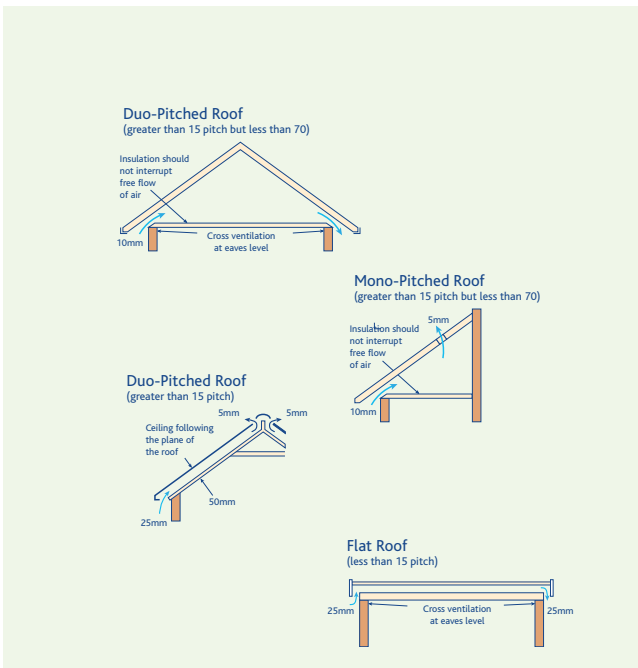 Duo-Pitched Roof
(greater than 15 pitch but less than 70)
Insulation should
not interrupt
free flow
of air
10mm
Cross ventilation
at eaves level
Mono-Pitched Roof
(greater than 15 pitch but less than 70)
5mm
Insulation should
not interrupt
free flow
of air
10mm
Duo-Pitched Roof
(greater than 15 pitch)
5mm
5mm
Ceiling following
the plane of
the roof
50mm
25mm
Flat Roof
(less than 15 pitch)
25mm
Cross ventilation
at eaves level
25mm